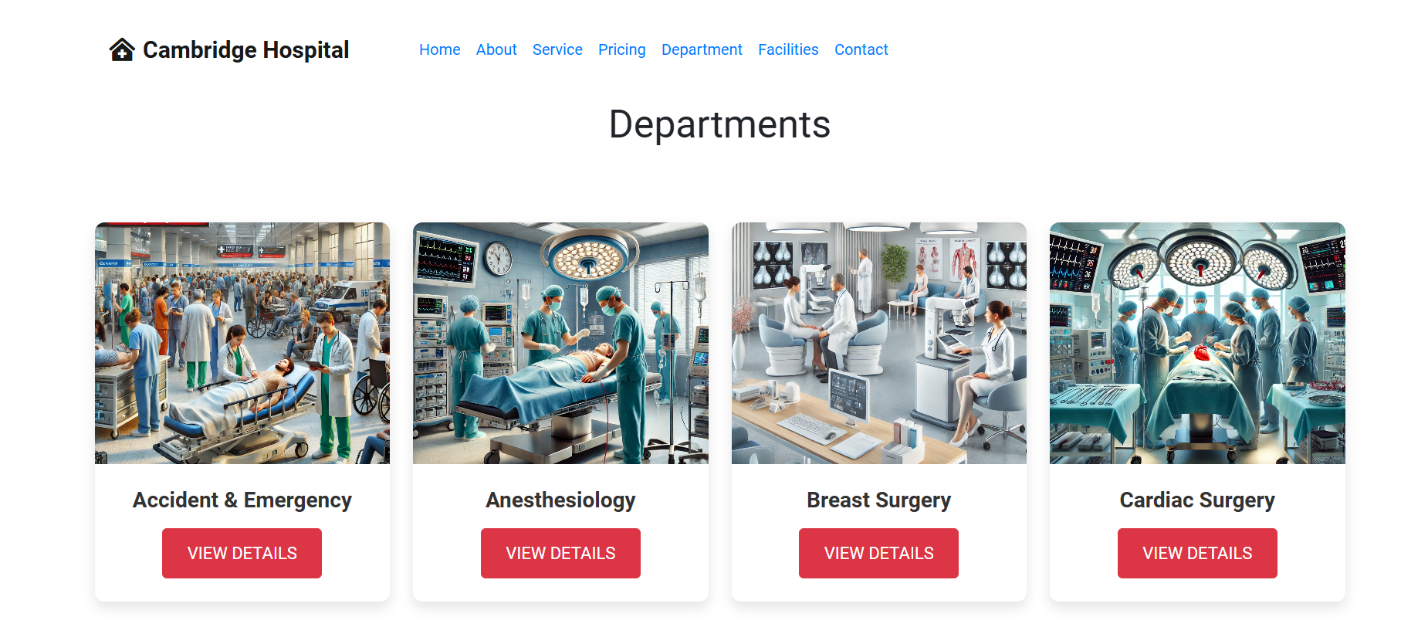 Cambridge Hospital
Home About Service Pricing Department Facilities Contact
Departments
Accident & Emergency
Anesthesiology
Breast Surgery
Cardiac Surgery
VIEW DETAILS
VIEW DETAILS
VIEW DETAILS
VIEW DETAILS